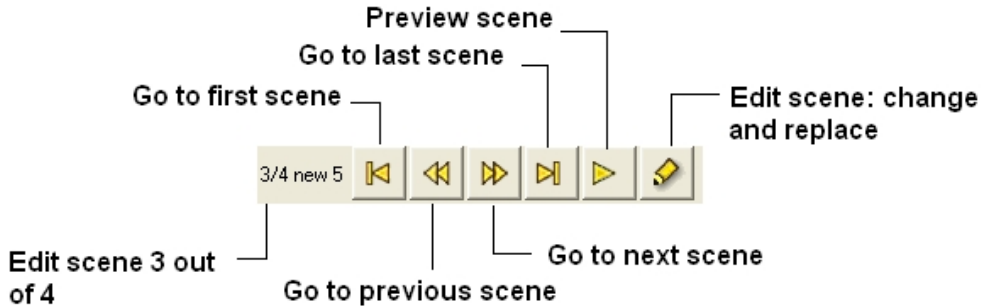 Preview scene
Go to last scene
Go to first scene
Edit scene: change
and replace
3/4 new 5
Edit scene 3 out
of 4
Go to next scene
Go to previous scene